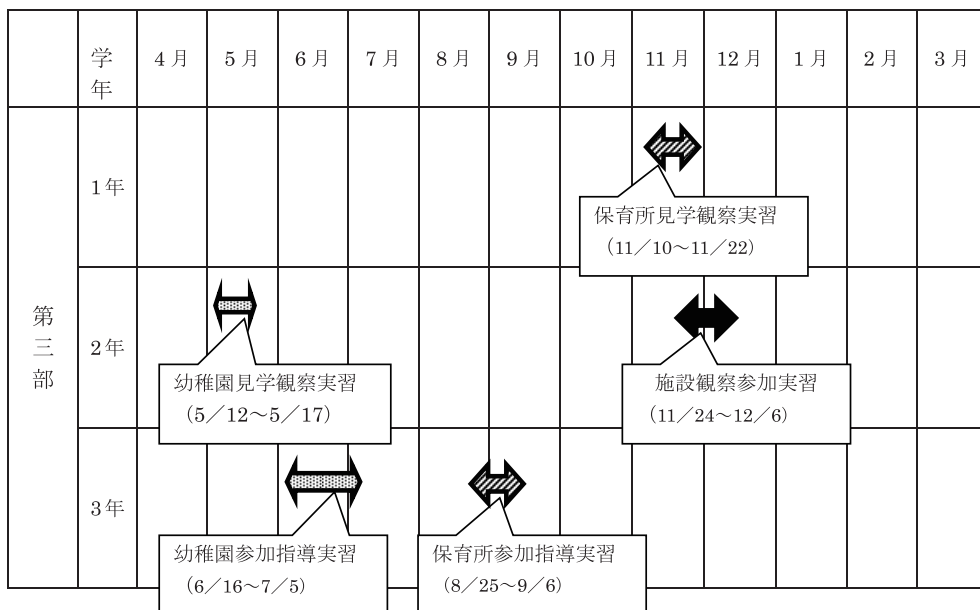 学年 4月 5月 6月 7月 8月 9月 10月 11月 12月 1月 2月 3月
第三部
1年
保育所見学観察実習
(11/10~11/22)
2年
幼稚園見学観察実習
(5/12~5/17)
施設観察参加実習
(11/24~12/6)
3年
幼稚園参加指導実習
(6/16~7/5)
保育所参加指導実習
(8/25~9/6)